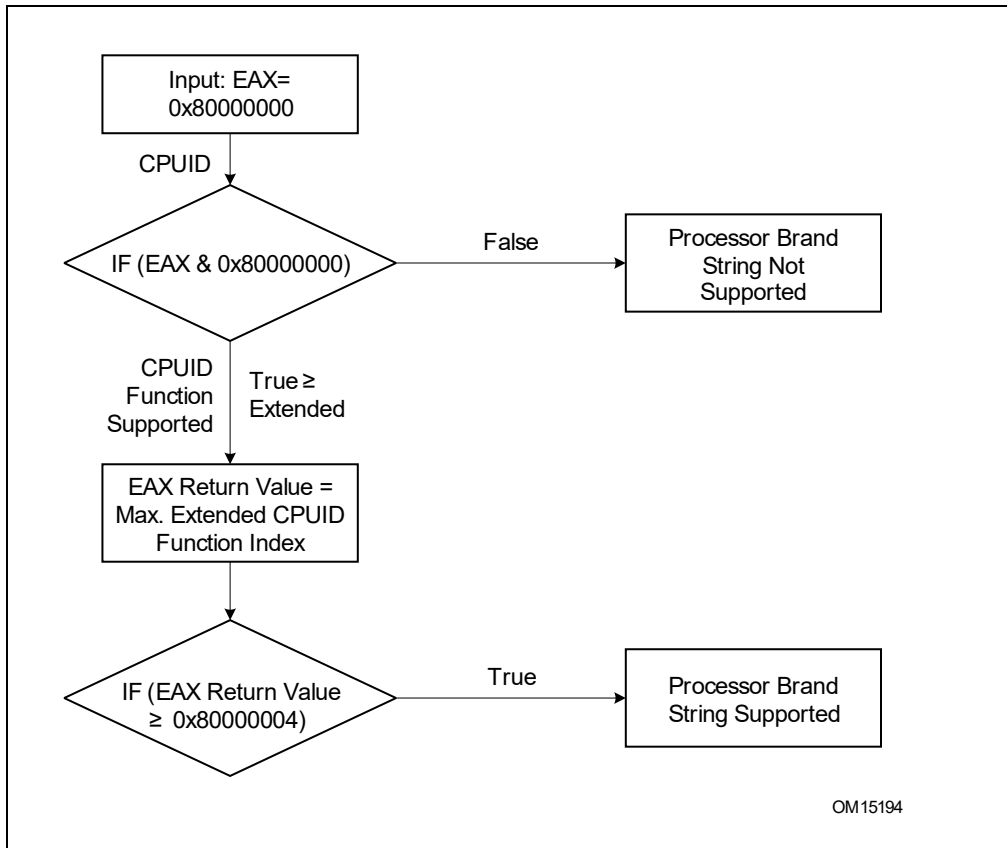 Input: EAX=
0x80000000
CPUID
IF (EAX & 0x80000000)
False
Processor Brand
String Not
Supported
CPUID
Function
Supported
True ≥
Extended
EAX Return Value =
Max. Extended CPUID
Function Index
IF (EAX Return Value
≥ 0x80000004)
True
Processor Brand
String Supported
OM15194